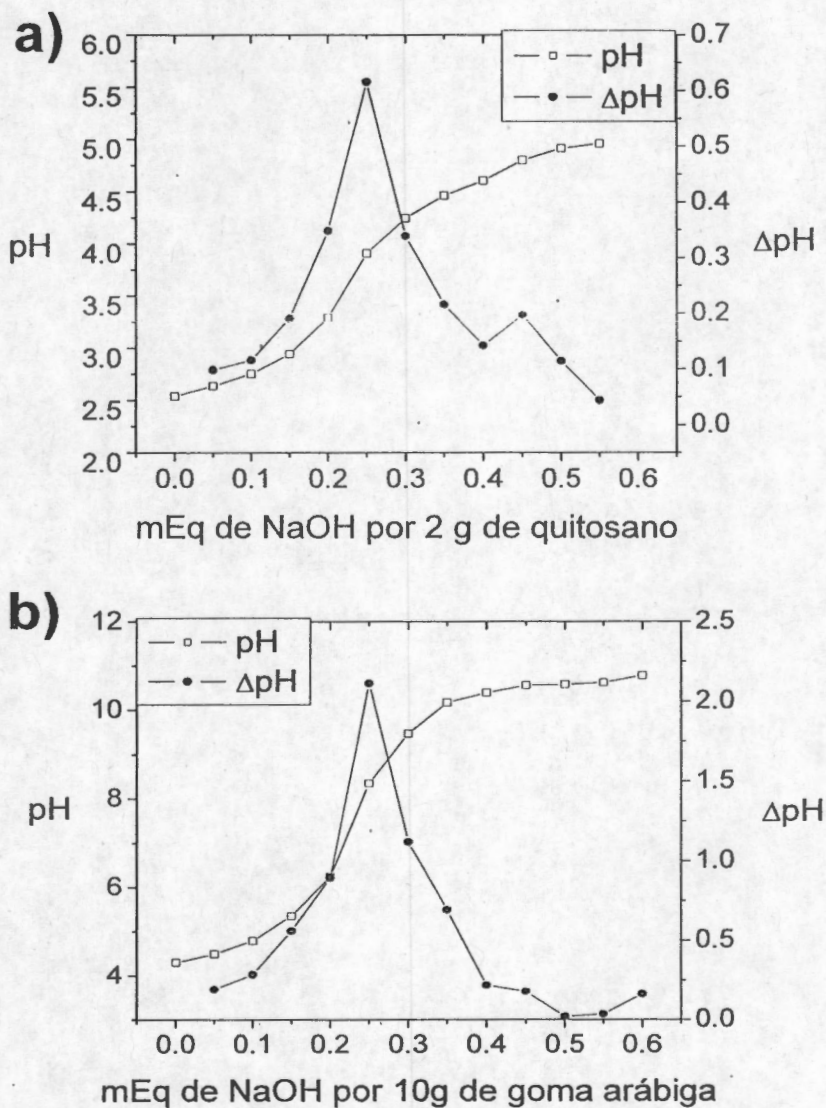 a)
6.0
5.5
5.0
4.5
4.0
3.5
3.0
2.5
2.0
pH
0.7
0.6
0.5
0.4
0.3
0.2
0.1
0.0
ΔpH
pH
ΔpH
0.0 0.1 0.2 0.3 0.4 0.5 0.6
mEq de NaOH por 2 g de quitosano
b)
12
10
8
6
4
pH
2.5
2.0
1.5
1.0
0.5
0.0
ΔpH
pH
ΔpH
0.0 0.1 0.2 0.3 0.4 0.5 0.6
mEq de NaOH por 10g de goma arábiga